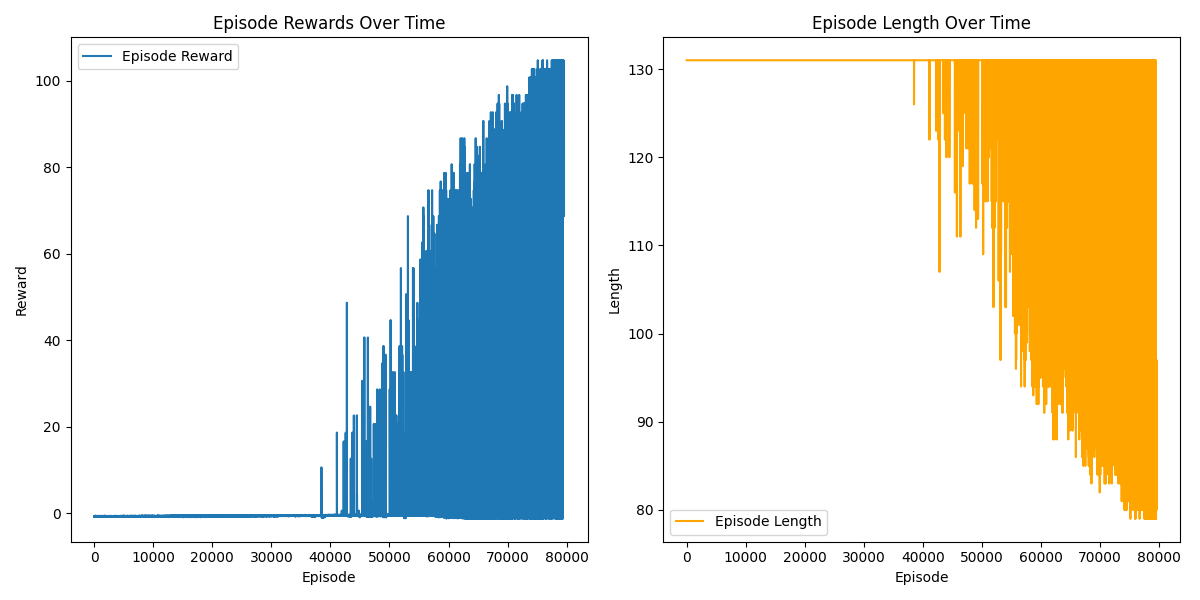 Episode Rewards Over Time
Episode Reward
100
80
60
40
20
0
Reward
0 10000 20000 30000 40000 50000 60000 70000 80000
Episode
Episode Length Over Time
130
120
110
100
90
80
Length
Episode Length
0 10000 20000 30000 40000 50000 60000 70000 80000
Episode